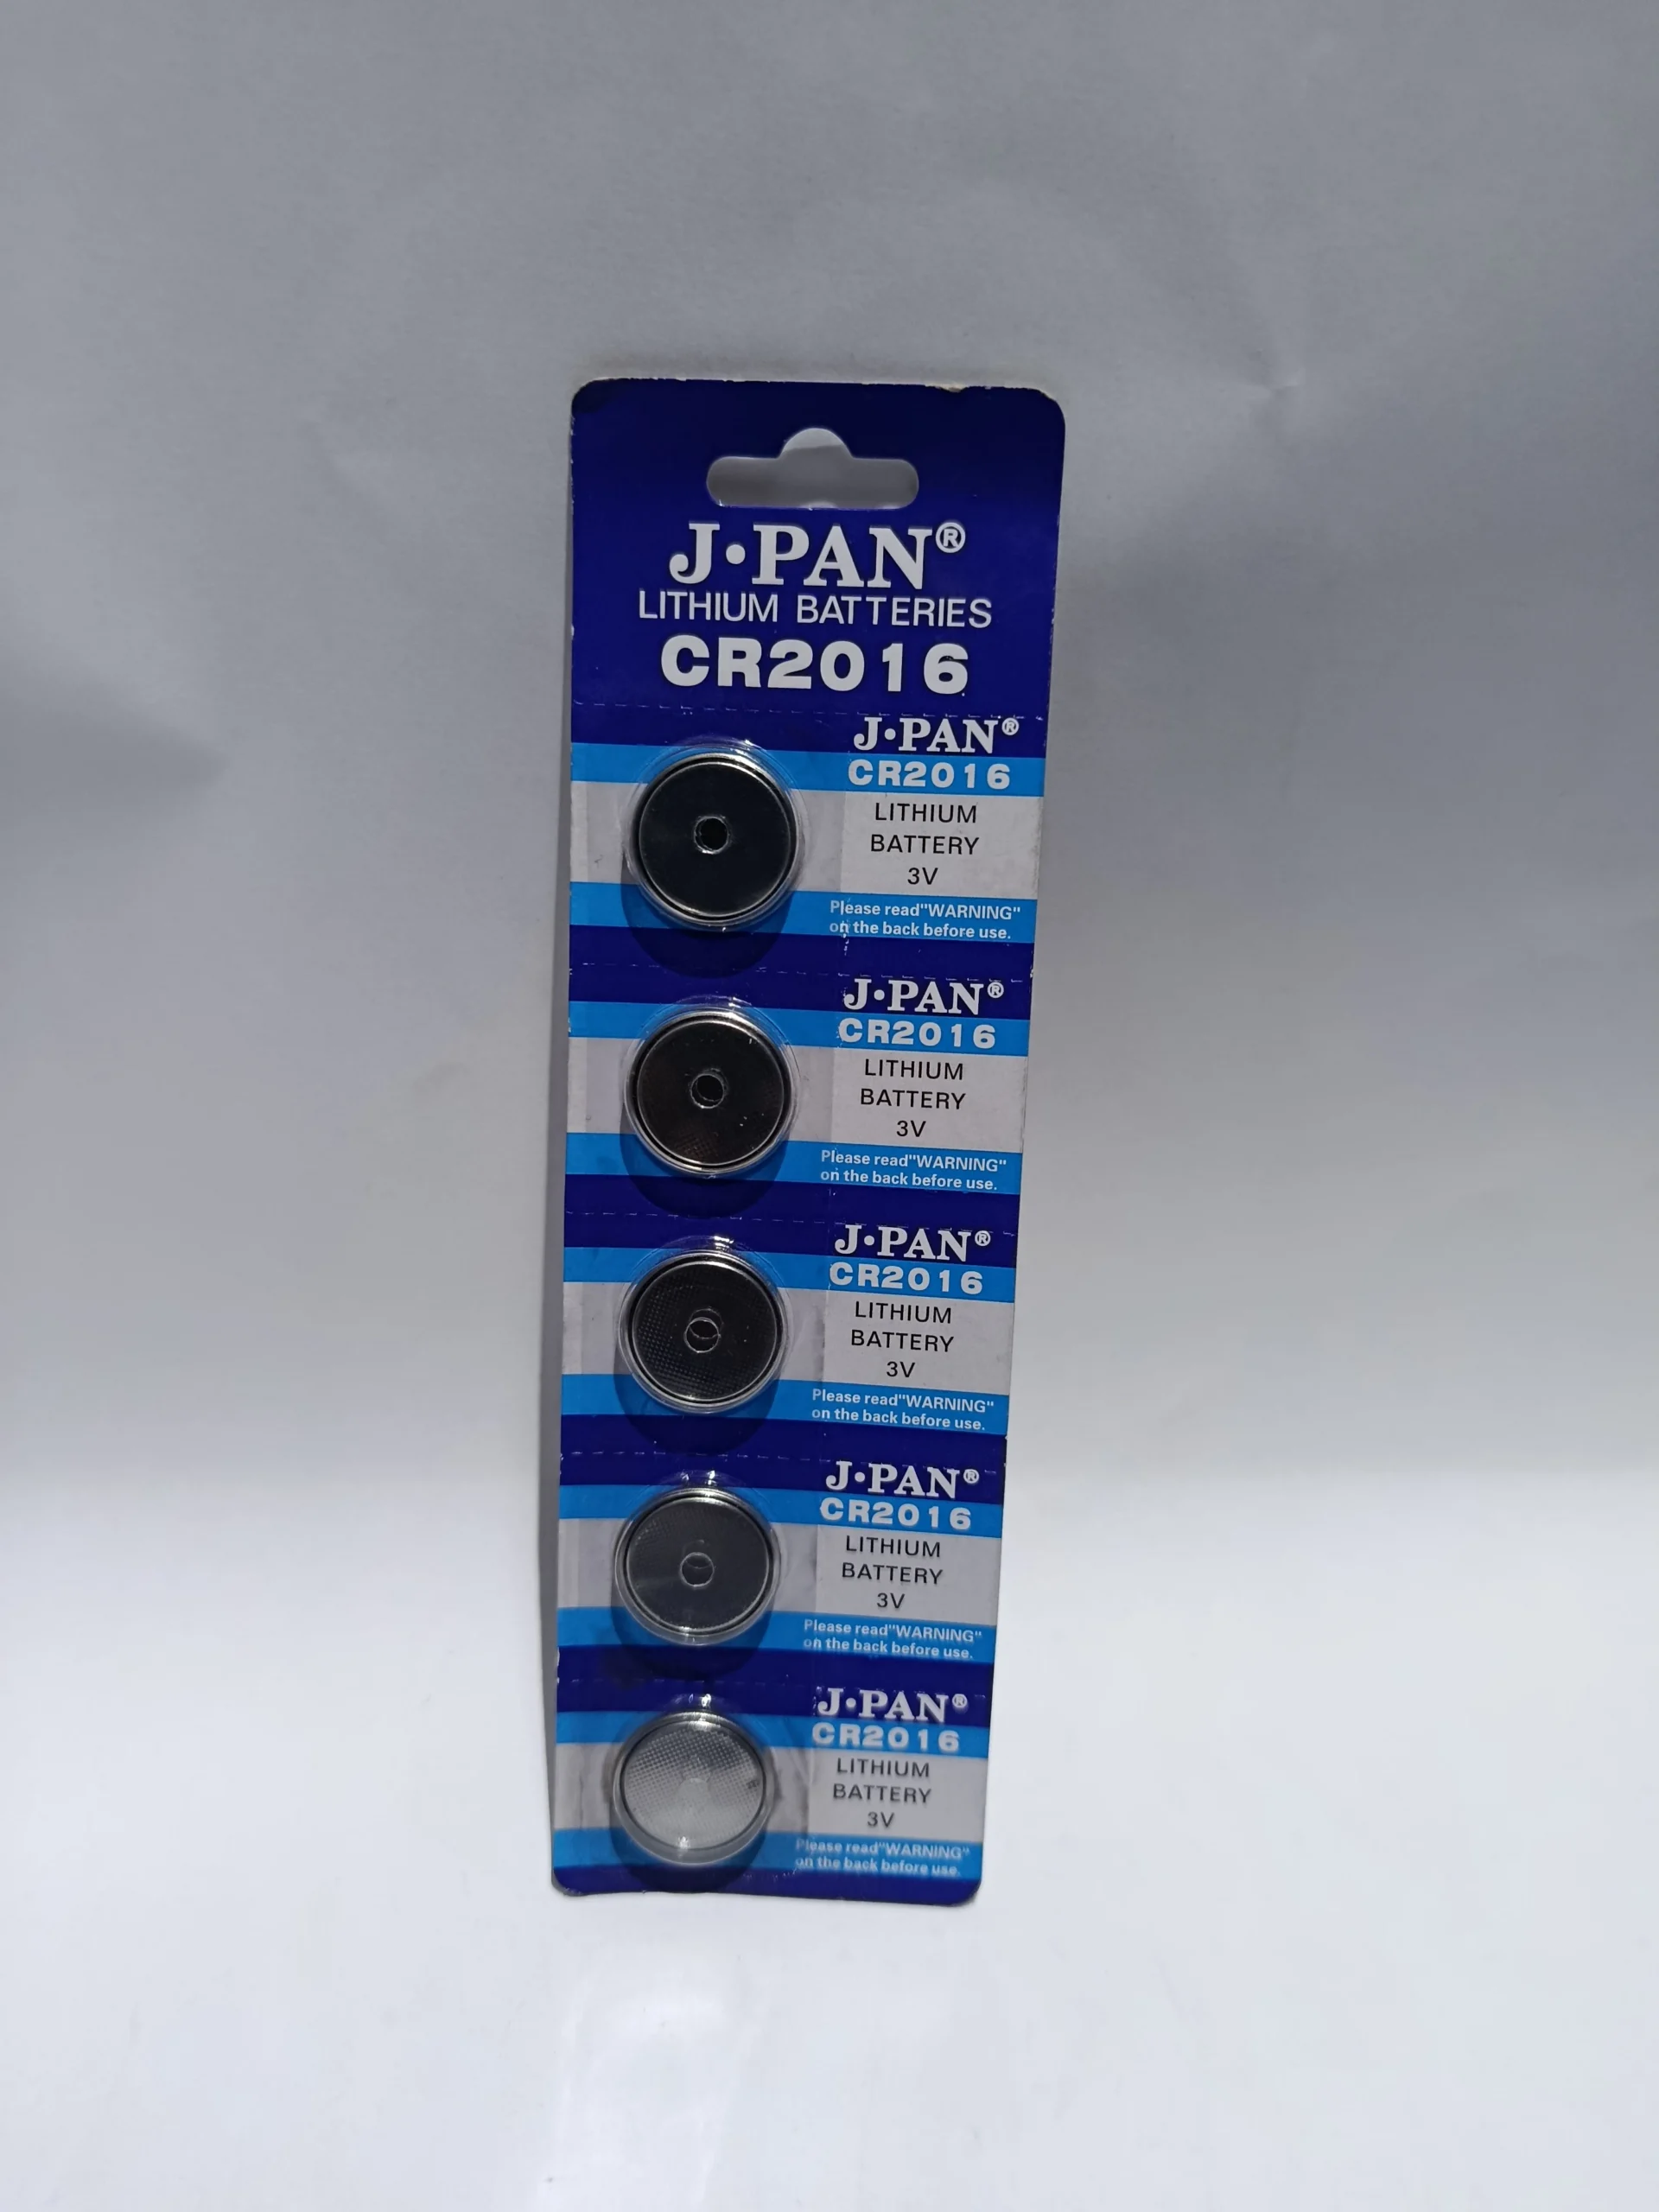 J·PAN®
LITHIUM BATTERIES
CR2016
J·PAN®
CR2016
LITHIUM
BATTERY
3V
Please read"WARNING"
on the back before use.
J·PAN®
CR2016
LITHIUM
BATTERY
3V
Please read"WARNING"
on the back before use.
J·PAN®
CR2016
LITHIUM
BATTERY
3V
Please read"WARNING"
on the back before use.
J·PAN®
CR2016
LITHIUM
BATTERY
3V
Please read"WARNING"
on the back before use.
J·PAN®
CR2016
LITHIUM
BATTERY
3V
Please read"WARNING"
on the back before use.